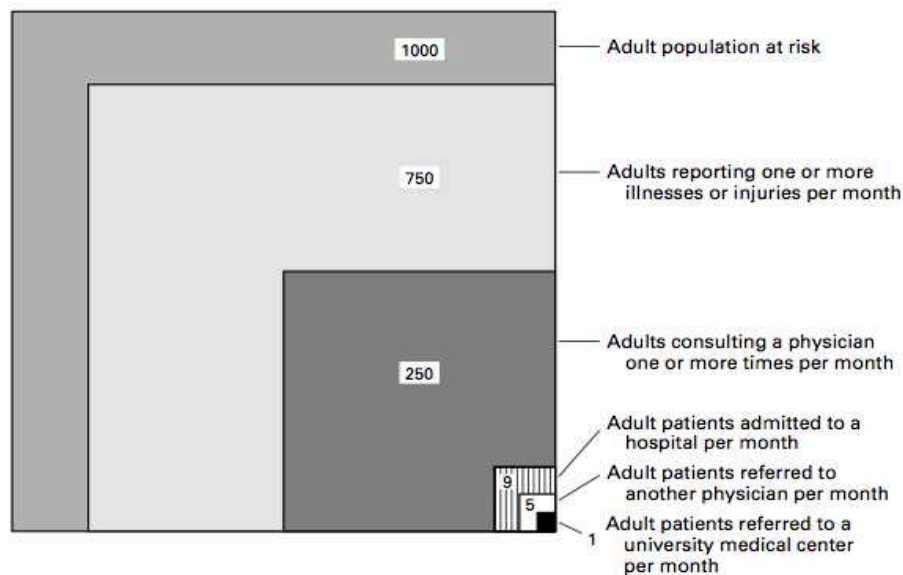 1000
Adult population at risk
750
Adults reporting one or more
illnesses or injuries per month
250
Adults consulting a physician
one or more times per month
Adult patients admitted to a
hospital per month
9
Adult patients referred to
another physician per month
5
1
Adult patients referred to a
university medical center
per month